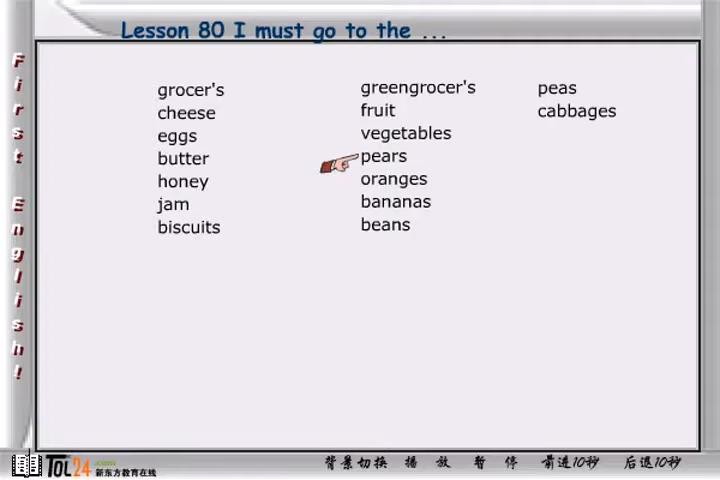 Lesson 80 I must go to the ...
First English!
grocer's
cheese
eggs
butter
honey
jam
biscuits
greengrocer's
fruit
vegetables
pears
oranges
bananas
beans
peas
cabbages
TOL24.COM
新东方教育在线
背景切换 播 放 暂 停 前进10秒 后退10秒